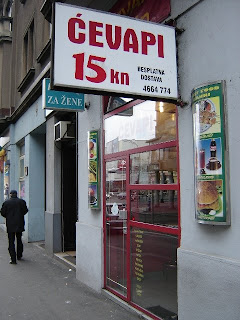 ĆEVAPI
15 KN
BESPLATNA
DOSTAVA
4664 774
ZA ŽENE